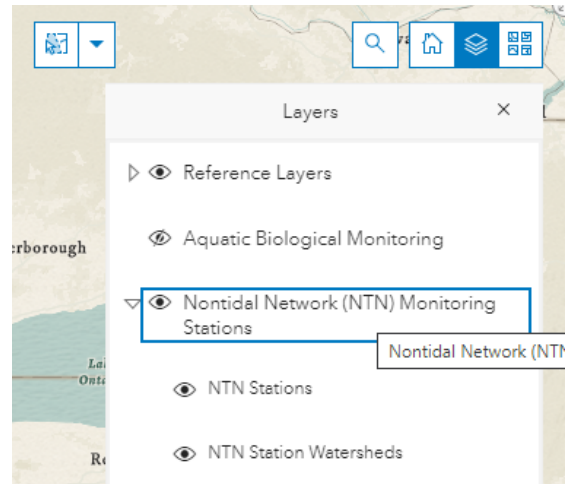 Layers
Reference Layers
Aquatic Biological Monitoring
erborough
Nontidal Network (NTN) Monitoring
Stations
Nontidal Network (NTN
NTN Stations
Onta
NTN Station Watersheds